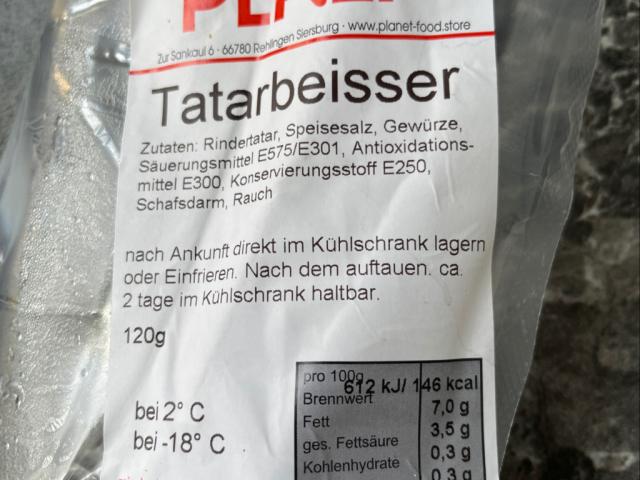 Zur Sankaul 6 · 66780 Rehlingen Siersburg · www.planet-food.store
Tatarbeisser
Zutaten: Rindertatar, Speisesalz, Gewürze,
Säuerungsmittel E575/E301, Antioxidations-
mittel E300, Konservierungsstoff E250,
Schafsdarm, Rauch
nach Ankunft direkt im Kühlschrank lagern
oder Einfrieren. Nach dem auftauen. ca.
2 tage im Kühlschrank haltbar.
120g
bei 2° C
bei -18° C
pro 100g
Brennwert 612 kJ/ 146 kcal
Fett 7,0 g
ges. Fettsäure 3,5 g
Kohlenhydrate 0,3 g
0,3 g